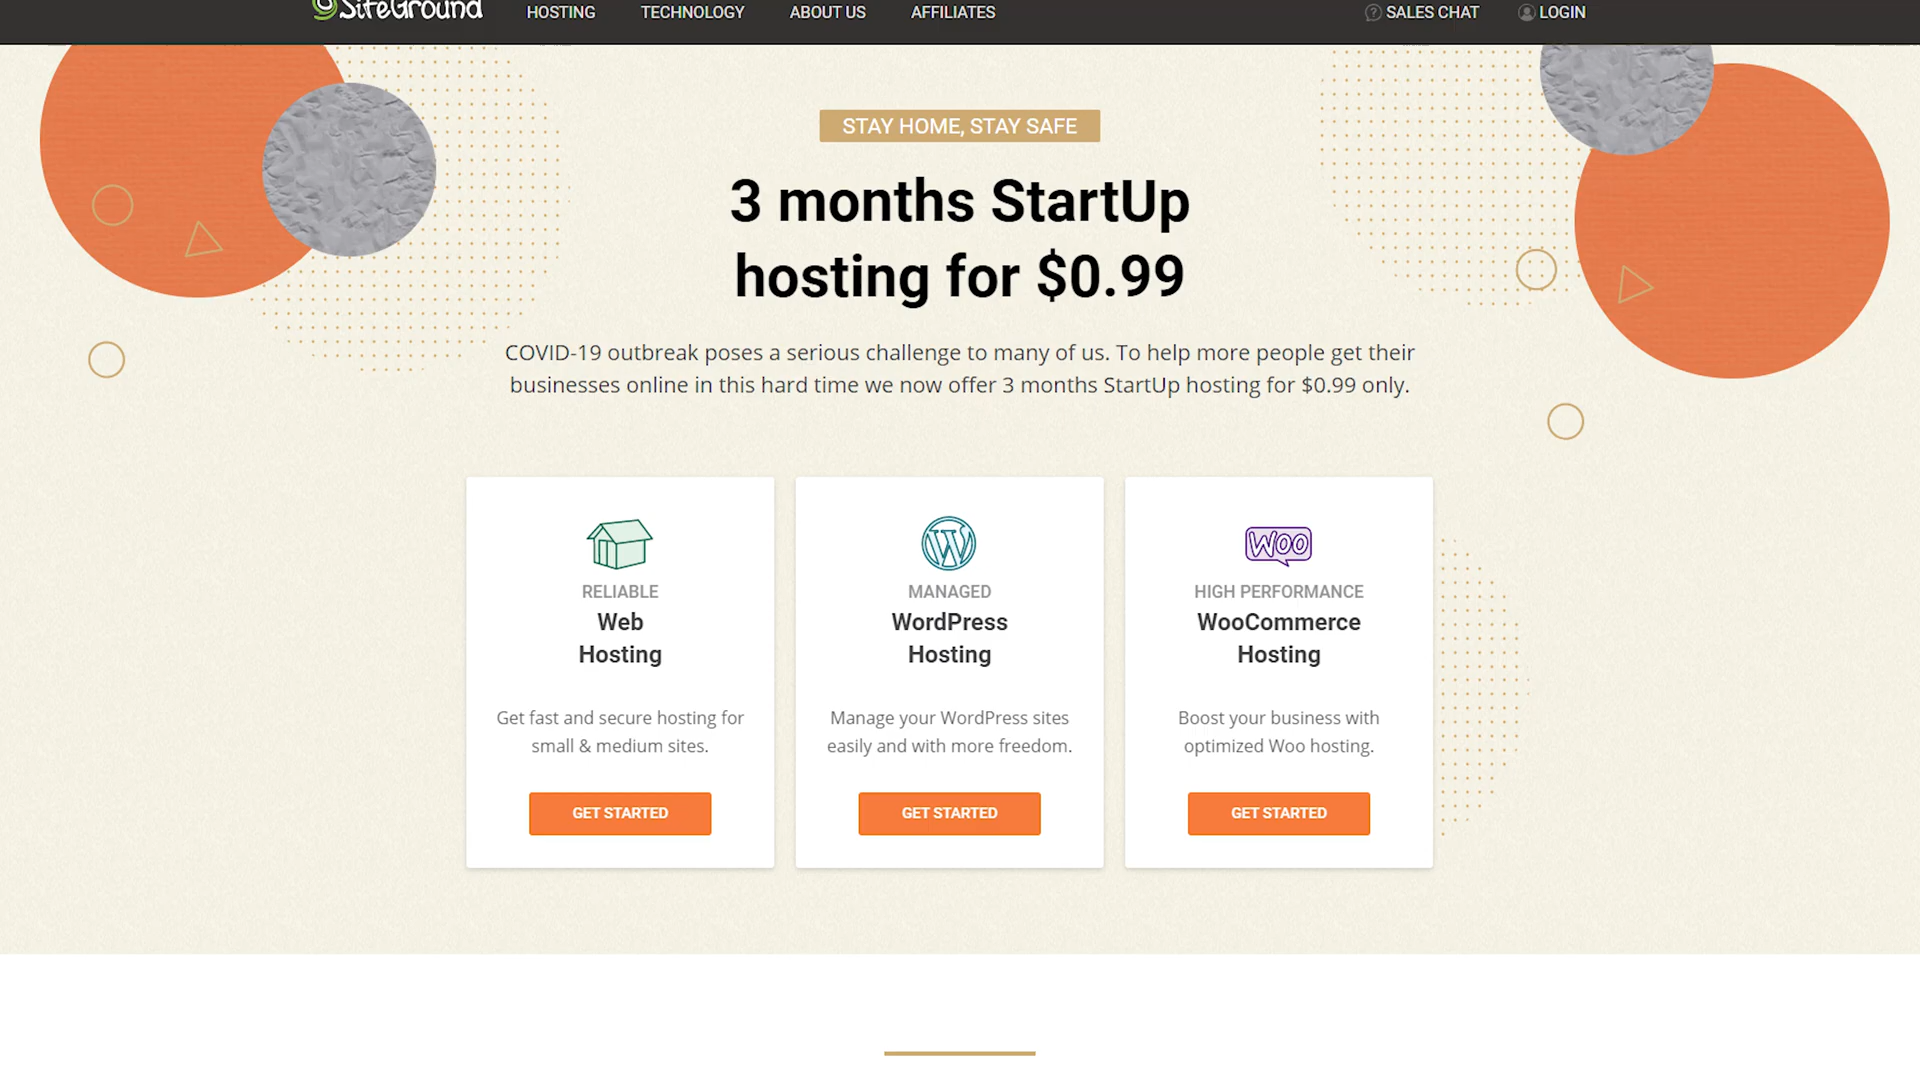 SiteGround HOSTING TECHNOLOGY ABOUT US AFFILIATES SALES CHAT LOGIN
STAY HOME, STAY SAFE
3 months StartUp
hosting for $0.99
COVID-19 outbreak poses a serious challenge to many of us. To help more people get their
businesses online in this hard time we now offer 3 months StartUp hosting for $0.99 only.
RELIABLE
Web
Hosting
Get fast and secure hosting for
small & medium sites.
GET STARTED
W
MANAGED
WordPress
Hosting
Manage your WordPress sites
easily and with more freedom.
GET STARTED
WOO
HIGH PERFORMANCE
WooCommerce
Hosting
Boost your business with
optimized Woo hosting.
GET STARTED